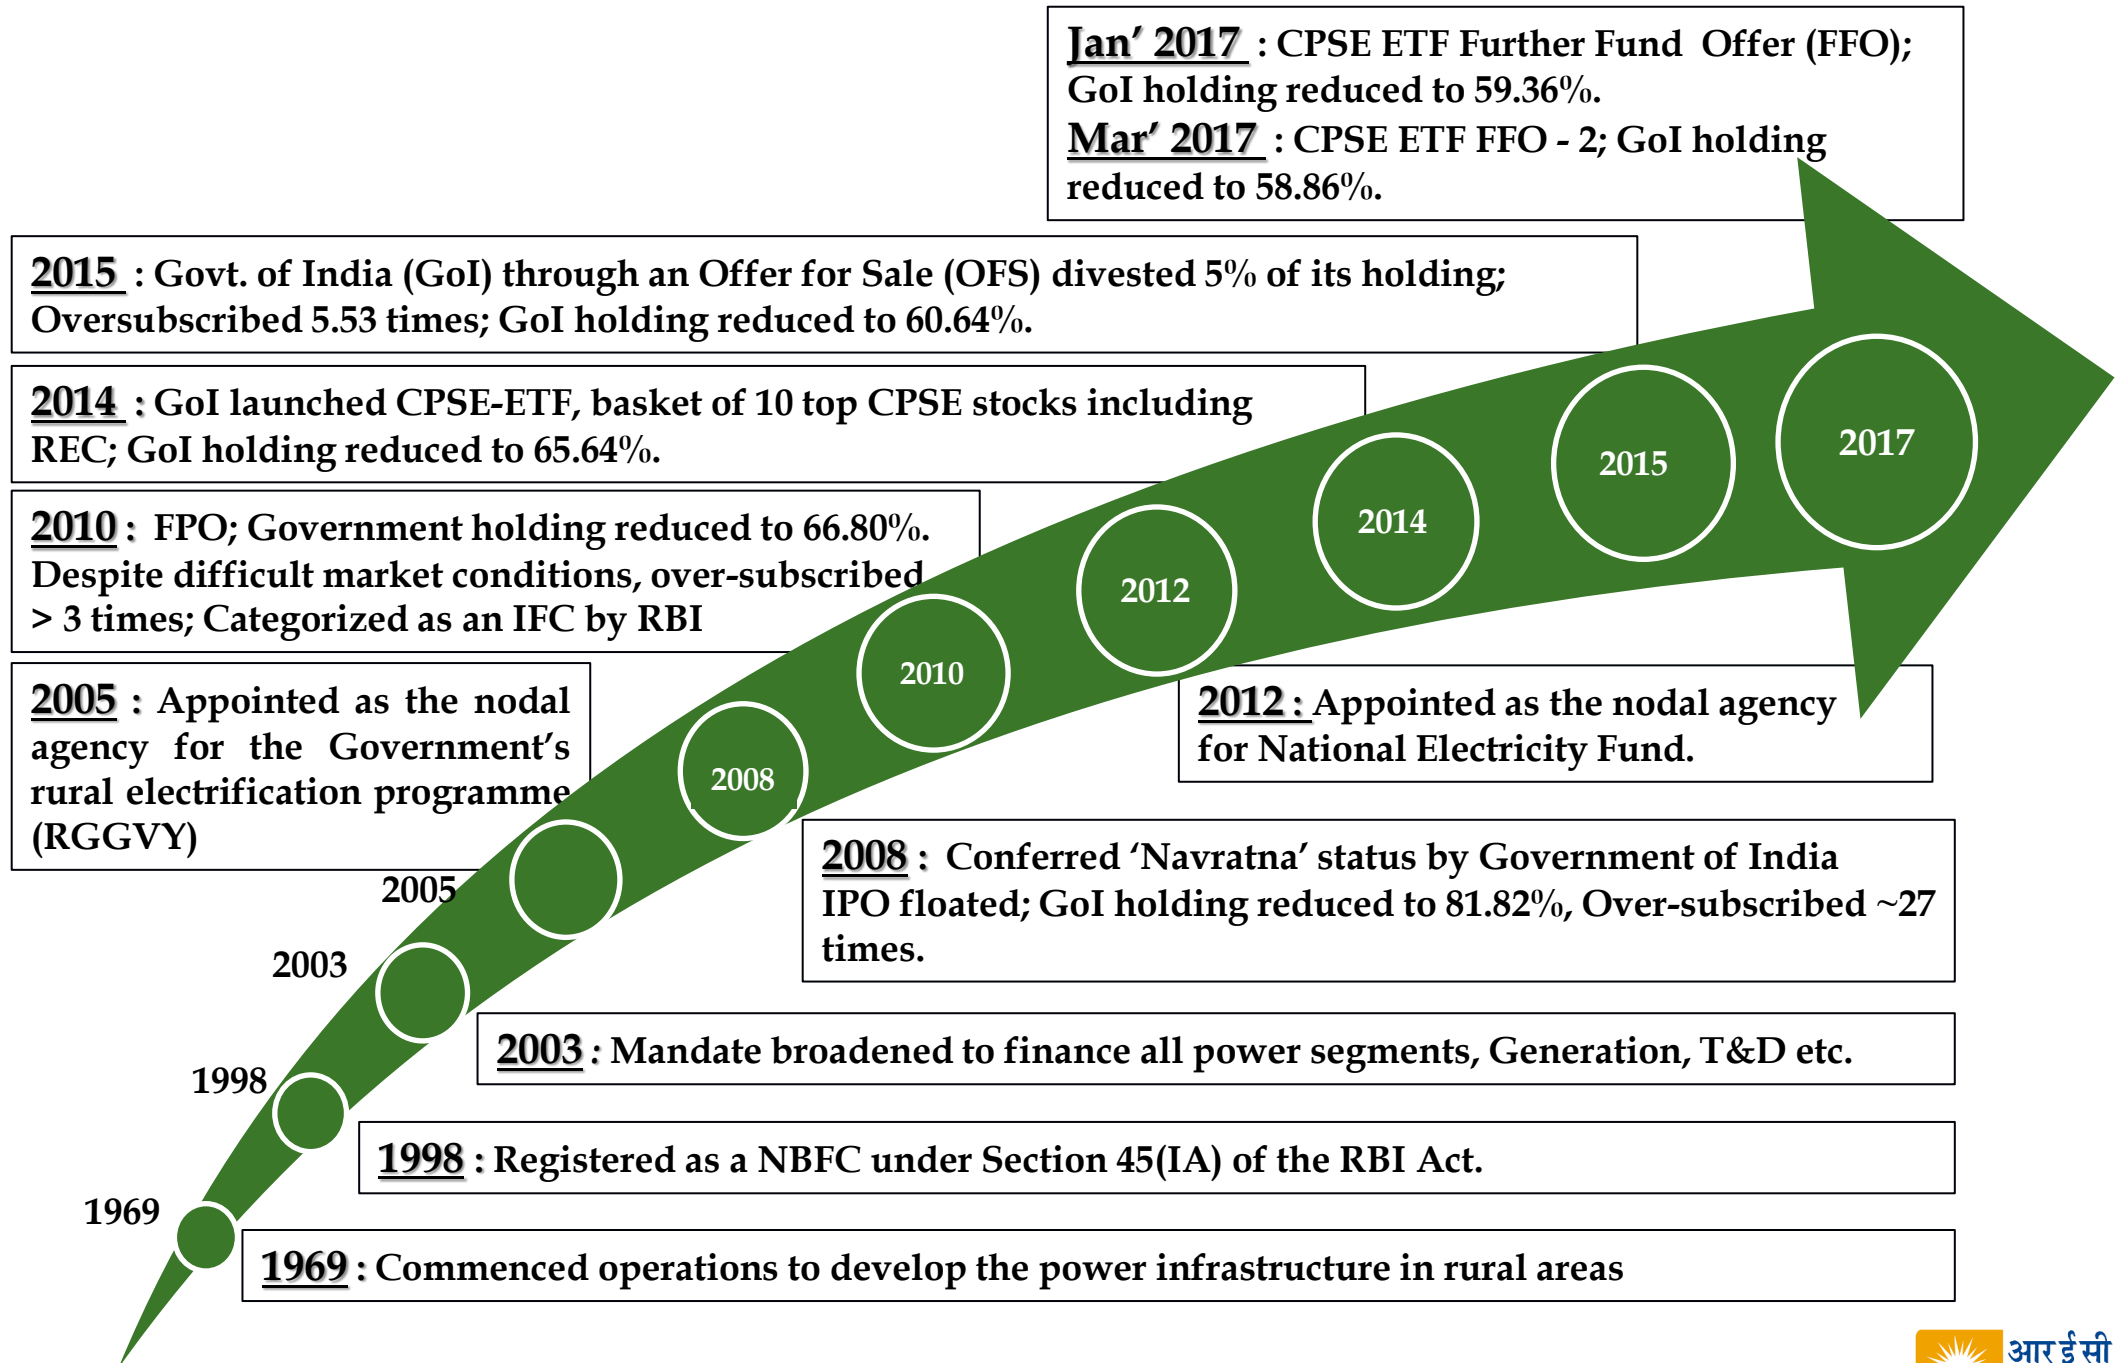 Jan’ 2017 : CPSE ETF Further Fund Offer (FFO);
GoI holding reduced to 59.36%.
Mar’ 2017 : CPSE ETF FFO - 2; GoI holding
reduced to 58.86%.
2015 : Govt. of India (GoI) through an Offer for Sale (OFS) divested 5% of its holding;
Oversubscribed 5.53 times; GoI holding reduced to 60.64%.
2014 : GoI launched CPSE-ETF, basket of 10 top CPSE stocks including
REC; GoI holding reduced to 65.64%.
2010 : FPO; Government holding reduced to 66.80%.
Despite difficult market conditions, over-subscribed
> 3 times; Categorized as an IFC by RBI
2005 : Appointed as the nodal
agency for the Government’s
rural electrification programme
(RGGVY)
2017
2015
2014
2012
2010
2008
2005
2003
1998
1969
2012 : Appointed as the nodal agency
for National Electricity Fund.
2008 : Conferred ‘Navratna’ status by Government of India
IPO floated; GoI holding reduced to 81.82%, Over-subscribed ~27
times.
2003 : Mandate broadened to finance all power segments, Generation, T&D etc.
1998 : Registered as a NBFC under Section 45(IA) of the RBI Act.
1969 : Commenced operations to develop the power infrastructure in rural areas
आर ई सी